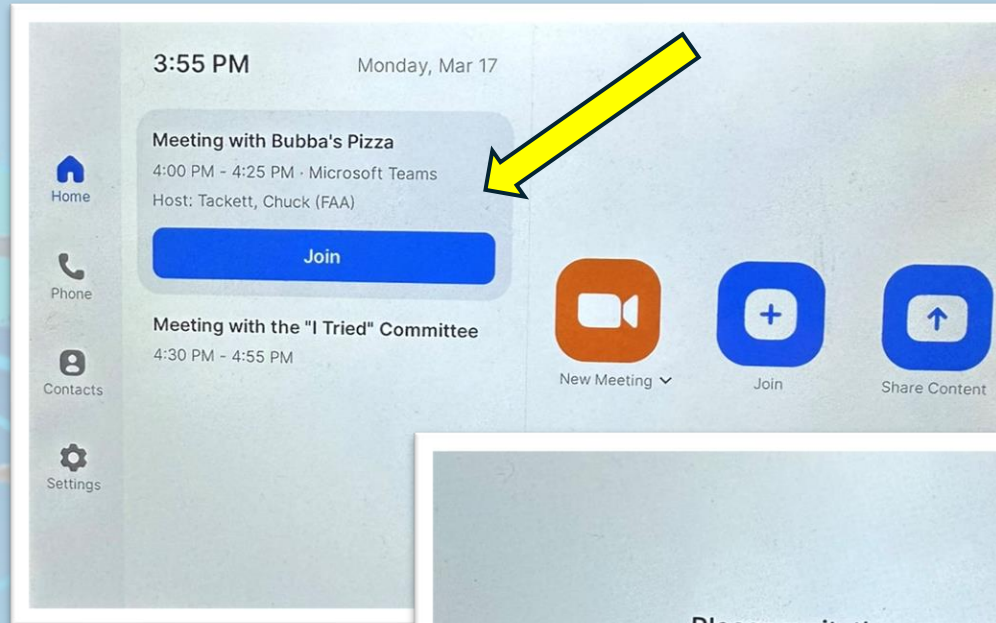 3:55 PM
Monday, Mar 17
Meeting with Bubba's Pizza
4:00 PM - 4:25 PM · Microsoft Teams
Host: Tackett, Chuck (FAA)
Join
Meeting with the "I Tried" Committee
4:30 PM - 4:55 PM
Home
Phone
Contacts
Settings
New Meeting
Join
Share Content